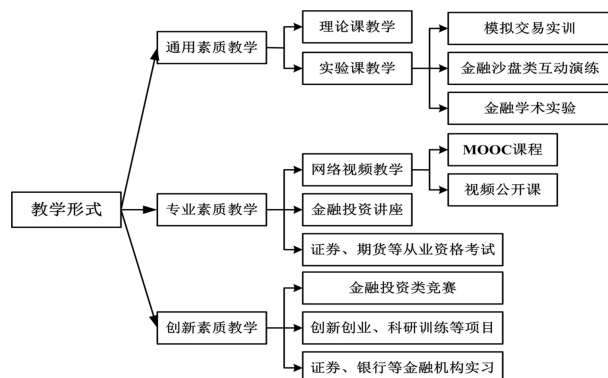 教学形式
通用素质教学
理论课教学
实验课教学
模拟交易实训
金融沙盘类互动演练
金融学术实验
专业素质教学
网络视频教学
MOOC课程
视频公开课
金融投资讲座
证券、期货等从业资格考试
创新素质教学
金融投资类竞赛
创新创业、科研训练等项目
证券、银行等金融机构实习